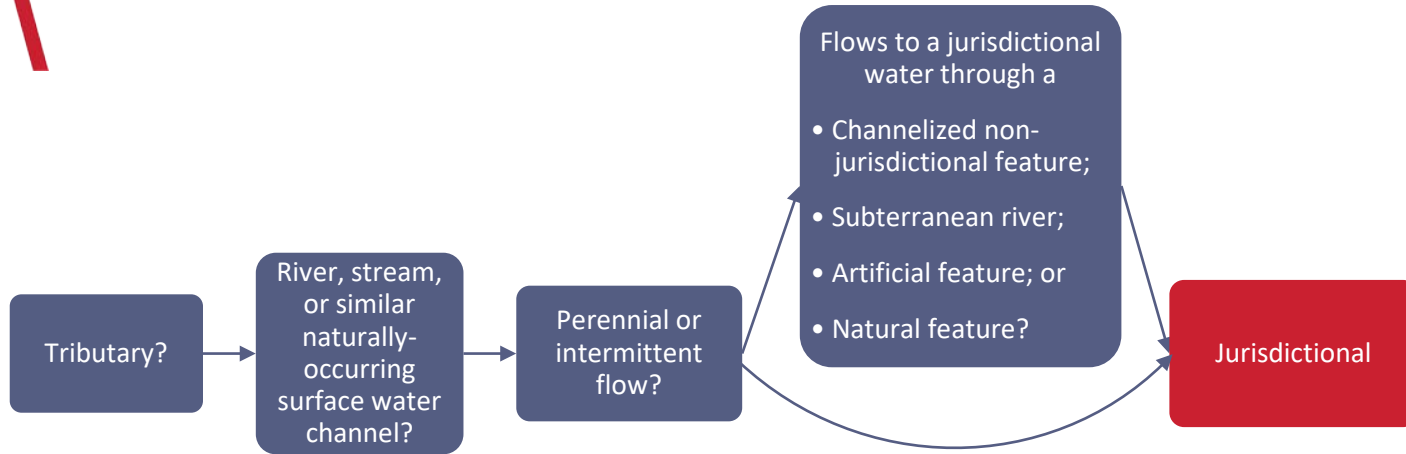 Tributary?
River, stream,
or similar
naturally-
occurring
surface water
channel?
Perennial or
intermittent
flow?
Flows to a jurisdictional
water through a
• Channelized non-
jurisdictional feature;
• Subterranean river;
• Artificial feature; or
• Natural feature?
Jurisdictional